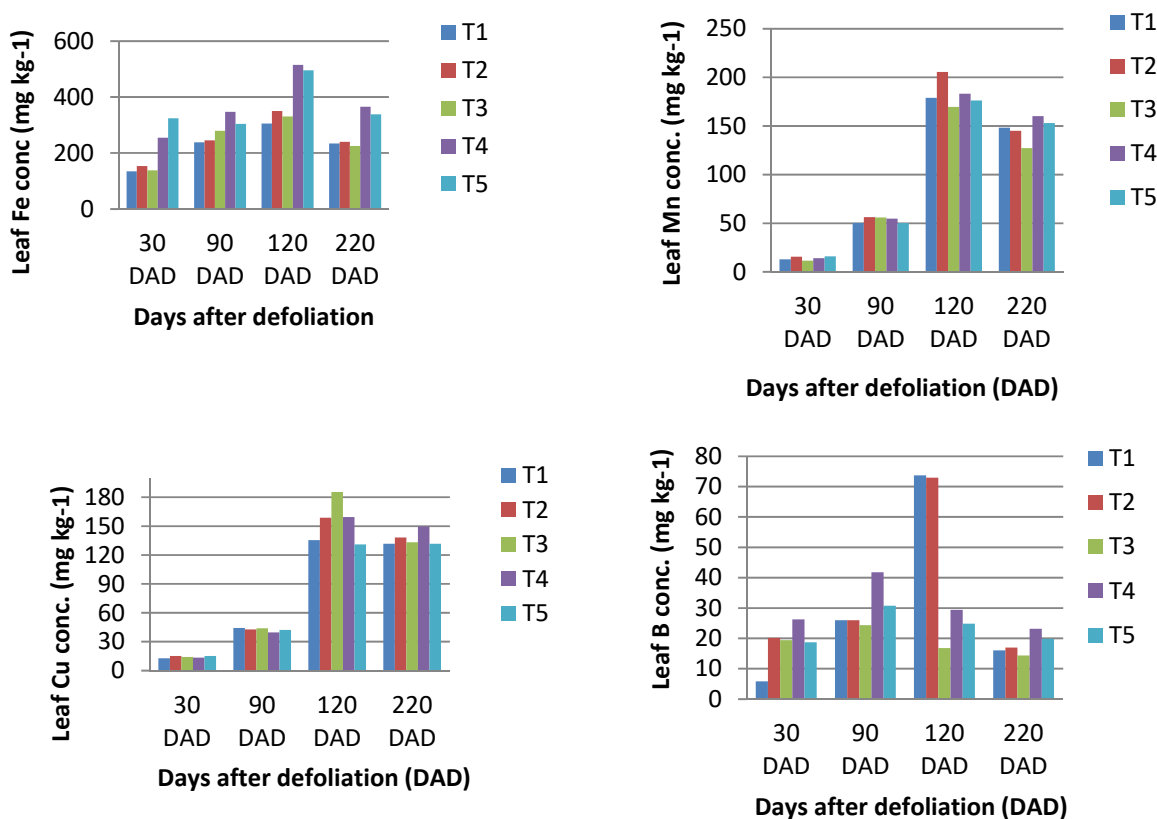 Leaf Fe conc (mg kg-1)
600
400
200
0
30 DAD
90 DAD
120 DAD
220 DAD
Days after defoliation
T1
T2
T3
T4
T5
Leaf Mn conc. (mg kg-1)
250
200
150
100
50
0
30 DAD
90 DAD
120 DAD
220 DAD
Days after defoliation (DAD)
T1
T2
T3
T4
T5
Leaf Cu conc. (mg kg-1)
180
150
120
90
60
30
0
30 DAD
90 DAD
120 DAD
220 DAD
Days after defoliation (DAD)
T1
T2
T3
T4
T5
Leaf B conc. (mg kg-1)
80
70
60
50
40
30
20
10
0
30 DAD
90 DAD
120 DAD
220 DAD
Days after defoliation (DAD)
T1
T2
T3
T4
T5